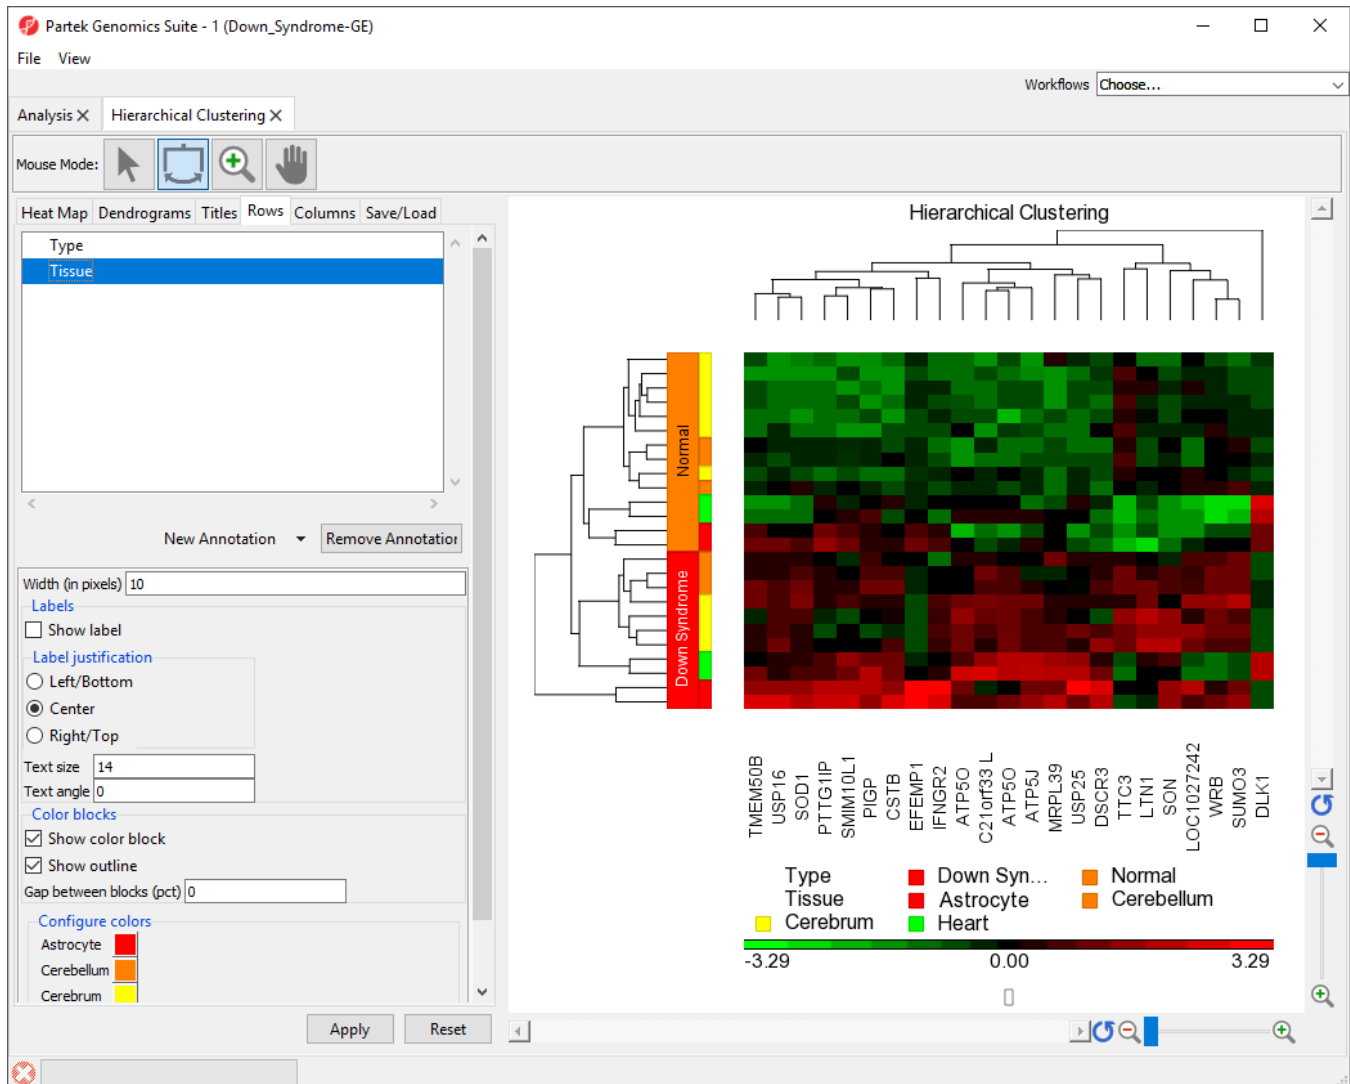 Partek Genomics Suite - 1 (Down_Syndrome-GE)
File View
Workflows Choose...
Analysis Hierarchical Clustering
Mouse Mode:
Heat Map Dendrograms Titles Rows Columns Save/Load
Type
Tissue
New Annotation Remove Annotation
Width (in pixels) 10
Labels
Show label
Label justification
Left/Bottom
Center
Right/Top
Text size 14
Text angle 0
Color blocks
Show color block
Show outline
Gap between blocks (pct) 0
Configure colors
Astrocyte
Cerebellum
Cerebrum
Apply Reset
Hierarchical Clustering
Normal
Down Syndrome
TMEM50B
USP16
SOD1
PTTG1IP
SMIM10L1
PIGP
CSTB
EFEMP1
IFNGR2
ATP5O
C21orf33 L
ATP5O
ATP5J
MRPL39
USP25
DSCR3
TTC3
LTN1
SON
LOC1027242
WRB
SUMO3
DLK1
Type Down Syn... Normal
Tissue Astrocyte Cerebellum
Cerebrum Heart
-3.29 0.00 3.29